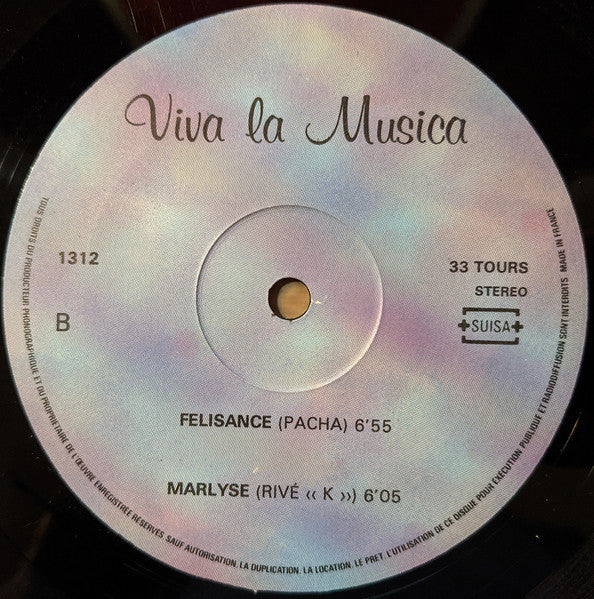 Viva la Musica
1312
33 TOURS
STEREO
B
+SUISA+
FELISANCE (PACHA) 6'55
MARLYSE (RIVÉ ‹‹ K ››) 6'05
TOUS DROITS DU PRODUCTEUR PHONOGRAPHIQUE ET DU PROPRIETAIRE DE L'ŒUVRE ENREGISTREE RESERVES. SAUF AUTORISATION, LA DUPLICATION, LA LOCATION, LE PRET, L'UTILISATION DE CE DISQUE POUR EXECUTION PUBLIQUE ET RADIODIFFUSION SONT INTERDITS MADE IN FRANCE